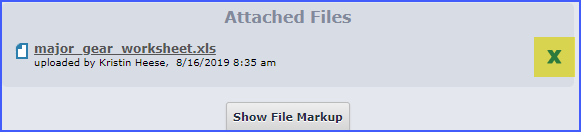 Attached Files
major_gear_worksheet.xls
uploaded by Kristin Heese, 8/16/2019 8:35 am
X
Show File Markup